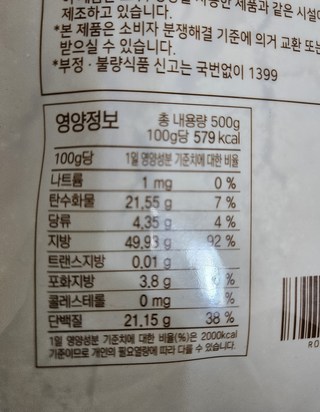 제조하고 있습니다.
*본 제품은 소비자 분쟁해결 기준에 의거 교환 또는
받으실 수 있습니다.
*부정·불량식품 신고는 국번없이 1399
영양정보
총 내용량 500g
100g당 579 kcal
100g당 1일 영양성분 기준치에 대한 비율
나트륨 1 mg 0 %
탄수화물 21.55 g 7 %
당류 4.35 g 4 %
지방 49.93 g 92 %
트랜스지방 0.01 g
포화지방 3.8 g %
콜레스테롤 0 mg %
단백질 21.15 g 38 %
1일 영양성분 기준치에 대한 비율(%)은 2000kcal
기준이므로 개인의 필요열량에 따라 다를 수 있습니다.